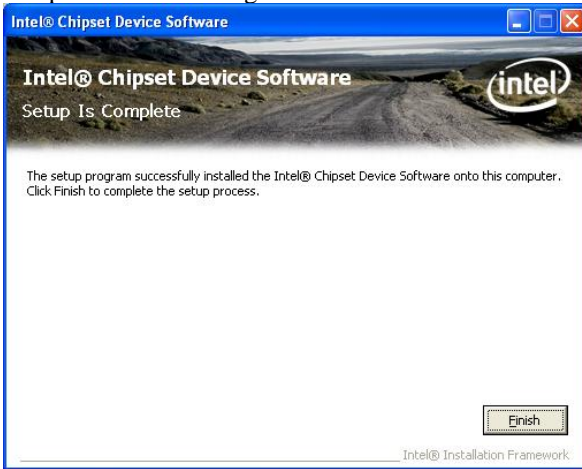 Intel® Chipset Device Software
Intel® Chipset Device Software
Setup Is Complete
intel
The setup program successfully installed the Intel® Chipset Device Software onto this computer.
Click Finish to complete the setup process.
Finish
Intel® Installation Framework